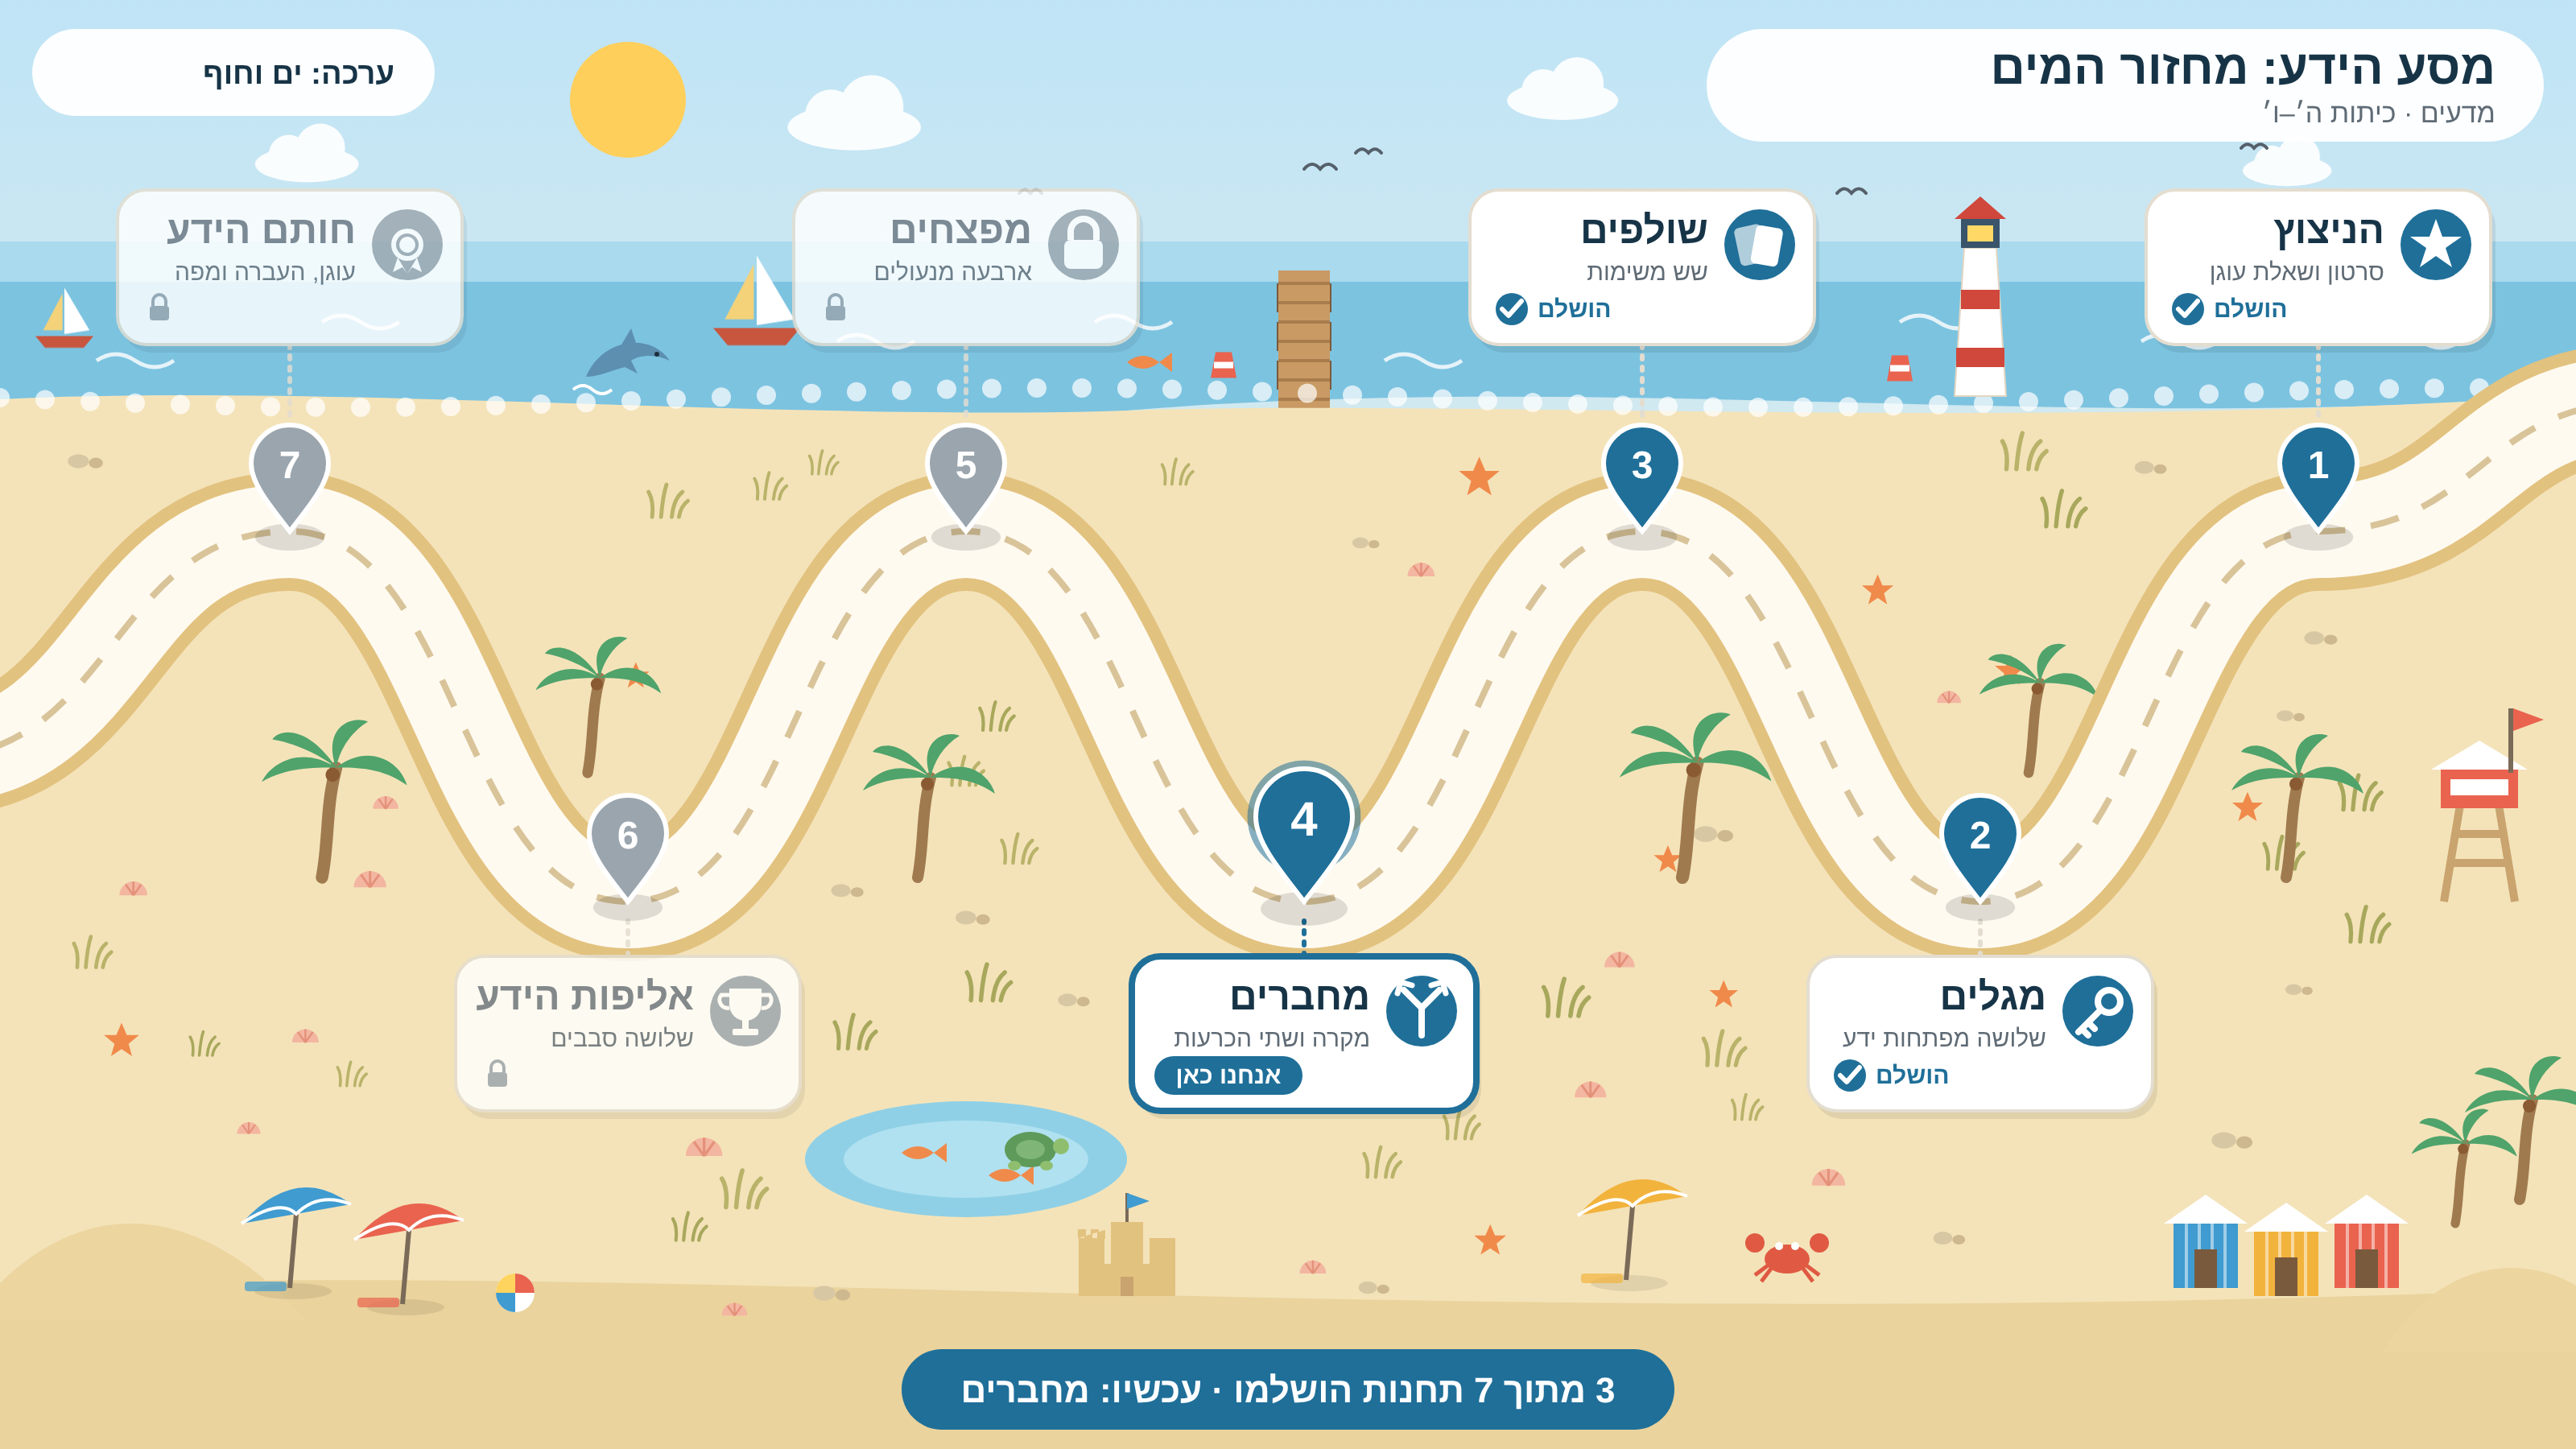 מסע הידע: מחזור המים
מדעים · כיתות ה׳–ו׳
ערכה: ים וחוף
הניצוץ
סרטון ושאלת עוגן
הושלם
שולפים
שש משימות
הושלם
מפצחים
ארבעה מנעולים
חותם הידע
עוגן, העברה ומפה
1
3
5
7
2
4
6
מגלים
שלושה מפתחות ידע
הושלם
מחברים
מקרה ושתי הכרעות
אנחנו כאן
אליפות הידע
שלושה סבבים
3 מתוך 7 תחנות הושלמו · עכשיו: מחברים